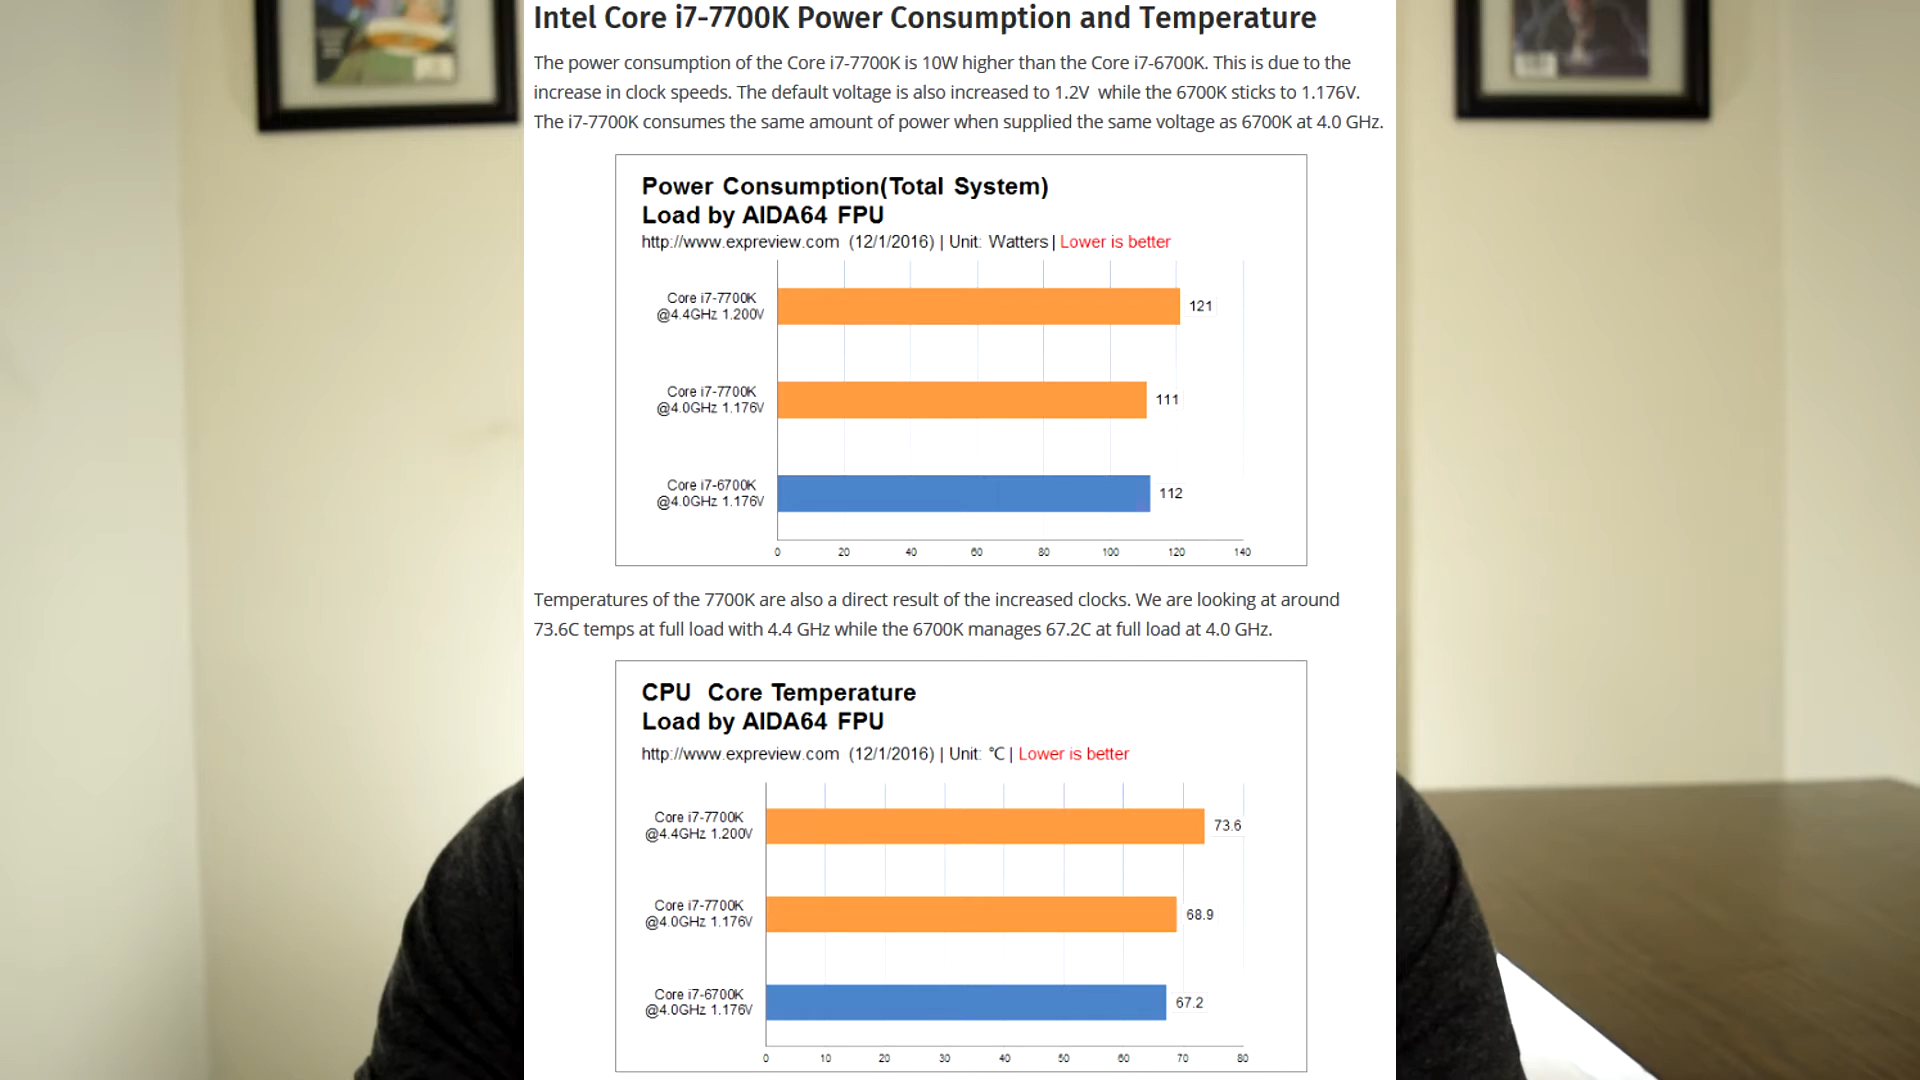 Intel Core i7-7700K Power Consumption and Temperature
The power consumption of the Core i7-7700K is 10W higher than the Core i7-6700K. This is due to the
increase in clock speeds. The default voltage is also increased to 1.2V while the 6700K sticks to 1.176V.
The i7-7700K consumes the same amount of power when supplied the same voltage as 6700K at 4.0 GHz.
Power Consumption(Total System)
Load by AIDA64 FPU
http://www.expreview.com (12/1/2016) | Unit: Watters | Lower is better
Core i7-7700K
@4.4GHz 1.200V
121
Core i7-7700K
@4.0GHz 1.176V
111
Core i7-6700K
@4.0GHz 1.176V
112
0 20 40 60 80 100 120 140
Temperatures of the 7700K are also a direct result of the increased clocks. We are looking at around
73.6C temps at full load with 4.4 GHz while the 6700K manages 67.2C at full load at 4.0 GHz.
CPU Core Temperature
Load by AIDA64 FPU
http://www.expreview.com (12/1/2016) | Unit: ℃ | Lower is better
Core i7-7700K
@4.4GHz 1.200V
73.6
Core i7-7700K
@4.0GHz 1.176V
68.9
Core i7-6700K
@4.0GHz 1.176V
67.2
0 10 20 30 40 50 60 70 80